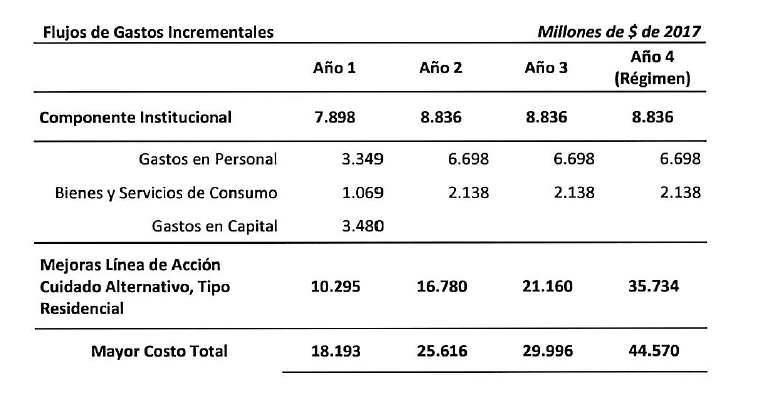 Flujos de Gastos Incrementales Millones de $ de 2017
Año 1 Año 2 Año 3 Año 4 (Régimen)
Componente Institucional 7.898 8.836 8.836 8.836
Gastos en Personal 3.349 6.698 6.698 6.698
Bienes y Servicios de Consumo 1.069 2.138 2.138 2.138
Gastos en Capital 3.480
Mejoras Línea de Acción
Cuidado Alternativo, Tipo 10.295 16.780 21.160 35.734
Residencial
Mayor Costo Total 18.193 25.616 29.996 44.570